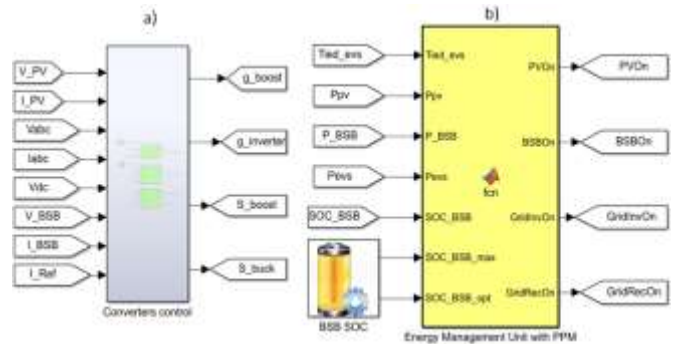 a)
V_PV
I_PV
Vabc
Iabc
Vdc
V_BSB
I_BSB
I_Ref
g_boost
g_inverter
S_boost
S_buck
Converters control
b)
Tied_evs
Ppv
P_BSB
Pevs
SOC_BSB
BSB SOC
Tied_evs
Ppv
P_BSB
Pevs
SOC_BSB
SOC_BSB_max
SOC_BSB_opt
fcn
PVOn
BSBOn
GridInvOn
GridRecOn
PVOn
BSBOn
GridInvOn
GridRecOn
Energy Management Unit with PPM